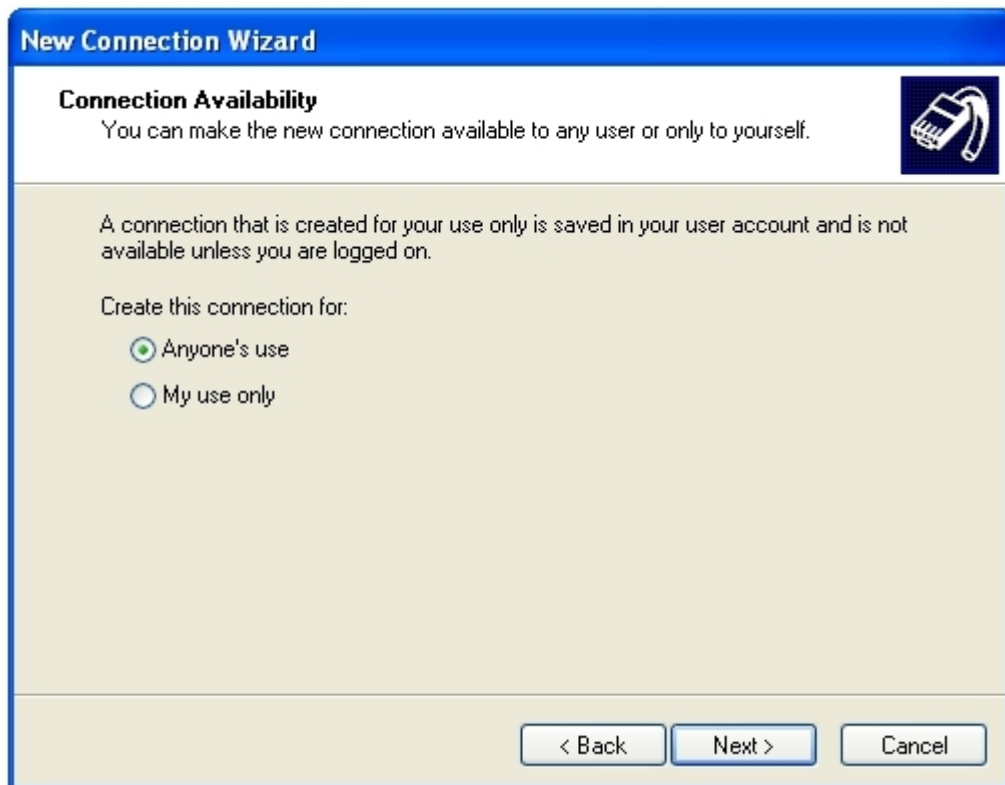 New Connection Wizard
Connection Availability
You can make the new connection available to any user or only to yourself.
A connection that is created for your use only is saved in your user account and is not
available unless you are logged on.
Create this connection for:
Anyone's use
My use only
< Back
Next >
Cancel